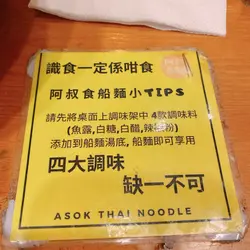 識食一定係咁食
阿叔食船麵小TIPS
請先將桌面上調味架中 4款調味料
(魚露,白糖,白醋,辣椒粉)
添加到船麵湯底, 船麵即可享用
四大調味
缺一不可
ASOK THAI NOODLE